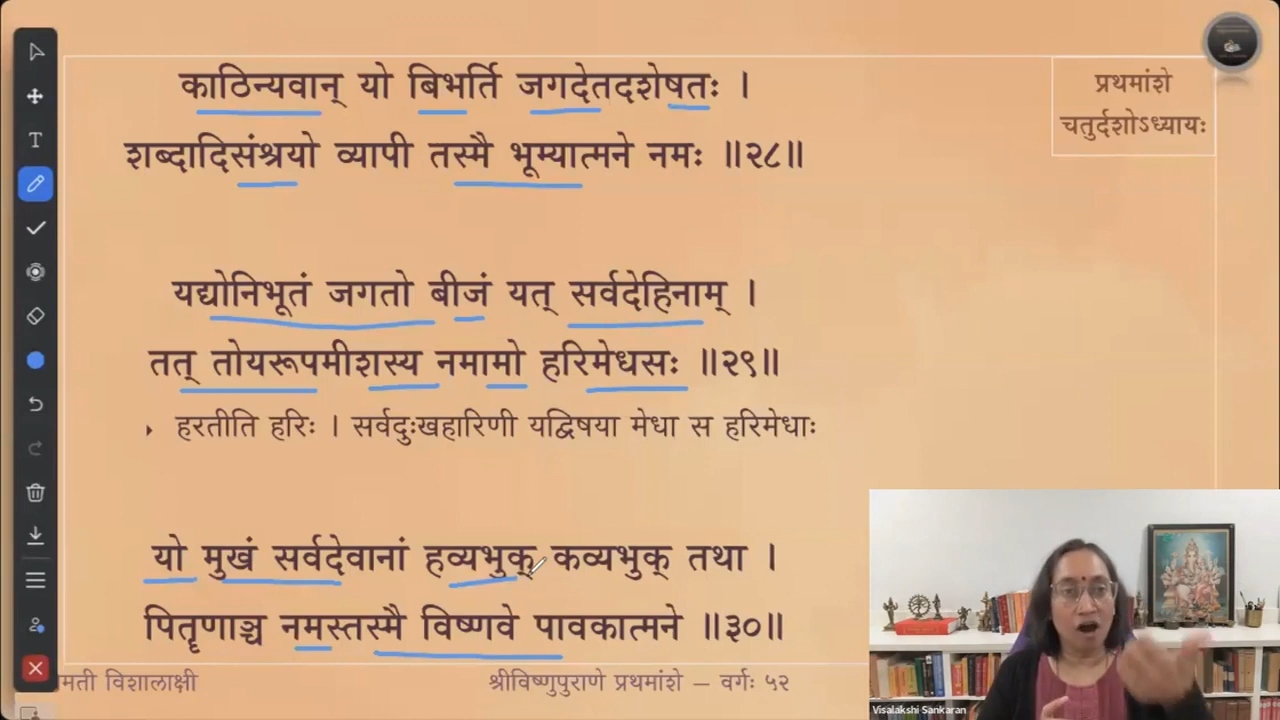 काठिन्यवान् यो बिभर्ति जगदेतदशेषतः ।
शब्दादिसंश्रयो व्यापी तस्मै भूम्यात्मने नमः ॥२८॥
प्रथमांशे
चतुर्दशोऽध्यायः
यद्योनिभूतं जगतो बीजं यत् सर्वदेहिनाम् ।
तत् तोयरूपमीशस्य नमामो हरिमेधसः ॥२९॥
हरतीति हरिः । सर्वदुःखहारिणी यद्विषया मेधा स हरिमेधाः
यो मुखं सर्वदेवानां हव्यभुक् कव्यभुक् तथा ।
पितॄणाञ्च नमस्तस्मै विष्णवे पावकात्मने ॥३०॥
मती विशालाक्षी
श्रीविष्णुपुराणे प्रथमांशे – वर्गः ५२
Visalakshi Sankaran